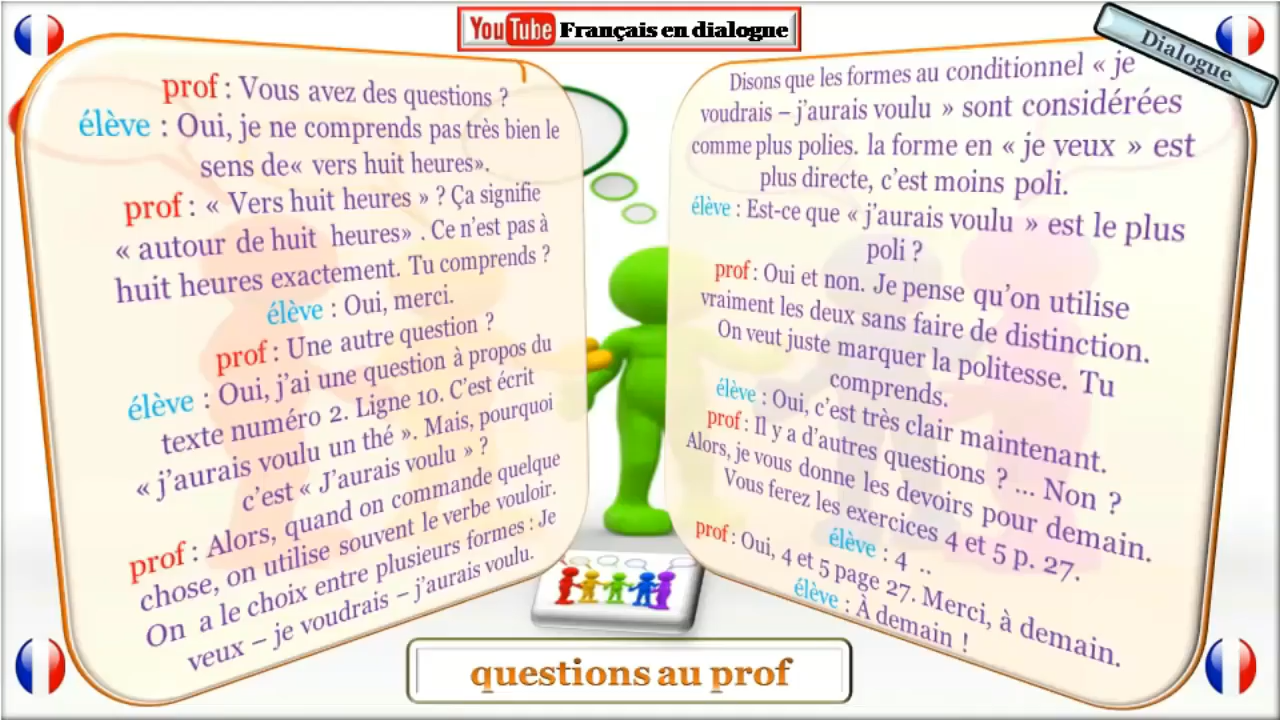 YouTube Français en dialogue
Dialogue
prof : Vous avez des questions ?
élève : Oui, je ne comprends pas très bien le
sens de« vers huit heures».
prof : « Vers huit heures » ? Ça signifie
« autour de huit heures» . Ce n'est pas à
huit heures exactement. Tu comprends ?
élève : Oui, merci.
prof : Une autre question ?
élève : Oui, j'ai une question à propos du
texte numéro 2. Ligne 10. C'est écrit
« j'aurais voulu un thé ». Mais, pourquoi
c'est « J'aurais voulu » ?
prof : Alors, quand on commande quelque
chose, on utilise souvent le verbe vouloir.
On a le choix entre plusieurs formes : Je
veux – je voudrais – j'aurais voulu.
Disons que les formes au conditionnel « je
voudrais – j'aurais voulu » sont considérées
comme plus polies. la forme en « je veux » est
plus directe, c'est moins poli.
élève : Est-ce que « j'aurais voulu » est le plus
poli ?
prof : Oui et non. Je pense qu'on utilise
vraiment les deux sans faire de distinction.
On veut juste marquer la politesse. Tu
comprends.
élève : Oui, c'est très clair maintenant.
prof : Il y a d'autres questions ? ... Non ?
Alors, je vous donne les devoirs pour demain.
Vous ferez les exercices 4 et 5 p. 27.
élève : 4 ..
prof : Oui, 4 et 5 page 27. Merci, à demain.
élève : À demain !
questions au prof